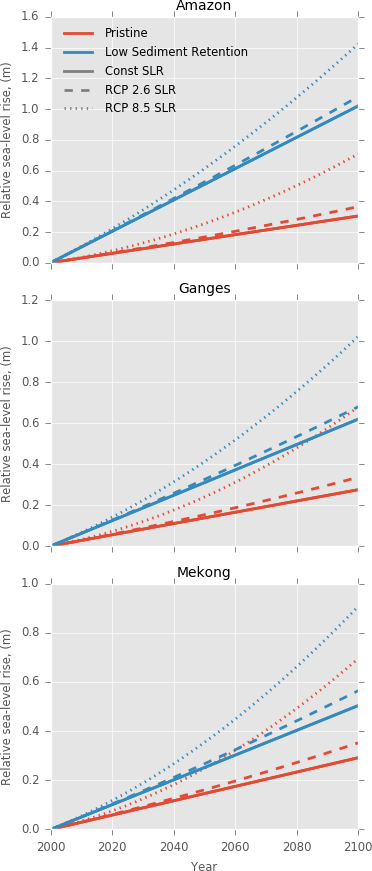 Amazon
1.6
1.4
1.2
1.0
0.8
0.6
0.4
0.2
0.0
Relative sea-level rise, (m)
Pristine
Low Sediment Retention
Const SLR
RCP 2.6 SLR
RCP 8.5 SLR
Ganges
1.2
1.0
0.8
0.6
0.4
0.2
0.0
Relative sea-level rise, (m)
Mekong
1.0
0.8
0.6
0.4
0.2
0.0
Relative sea-level rise, (m)
2000 2020 2040 2060 2080 2100
Year